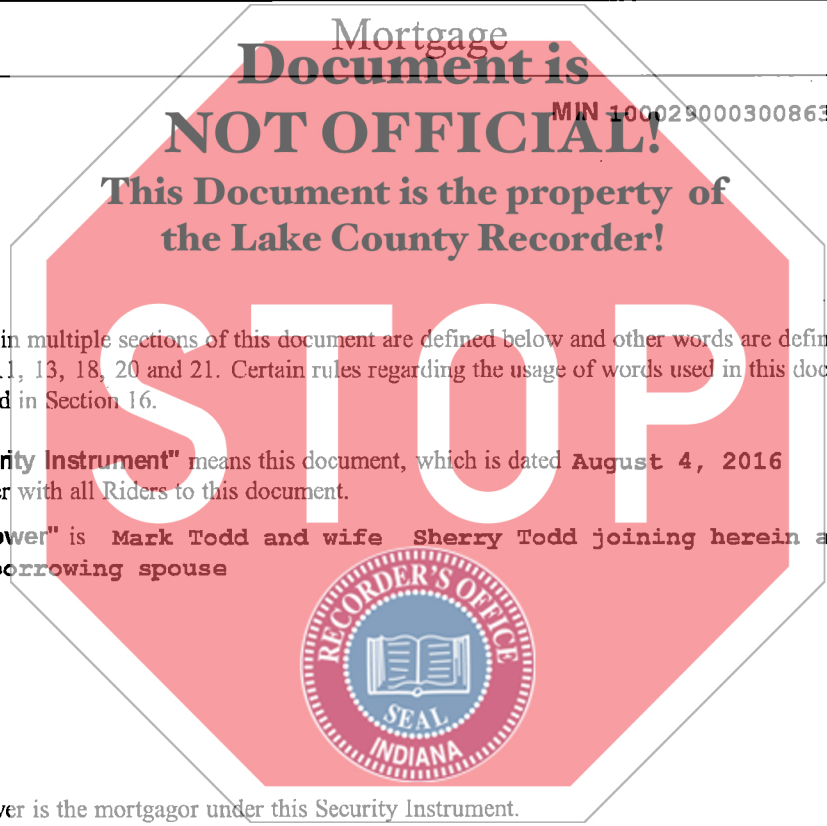 Mortgage
Document is
NOT OFFICIAL!
MIN 100029000300863
This Document is the property of
the Lake County Recorder!
STOP
in multiple sections of this document are defined below and other words are defin
1, 13, 18, 20 and 21. Certain rules regarding the usage of words used in this doc
d in Section 16.
rity Instrument" means this document, which is dated August 4, 2016
er with all Riders to this document.
ower" is Mark Todd and wife Sherry Todd joining herein a
orrowing spouse
RECORDER'S OFFICE
SEAL
INDIANA
ver is the mortgagor under this Security Instrument.